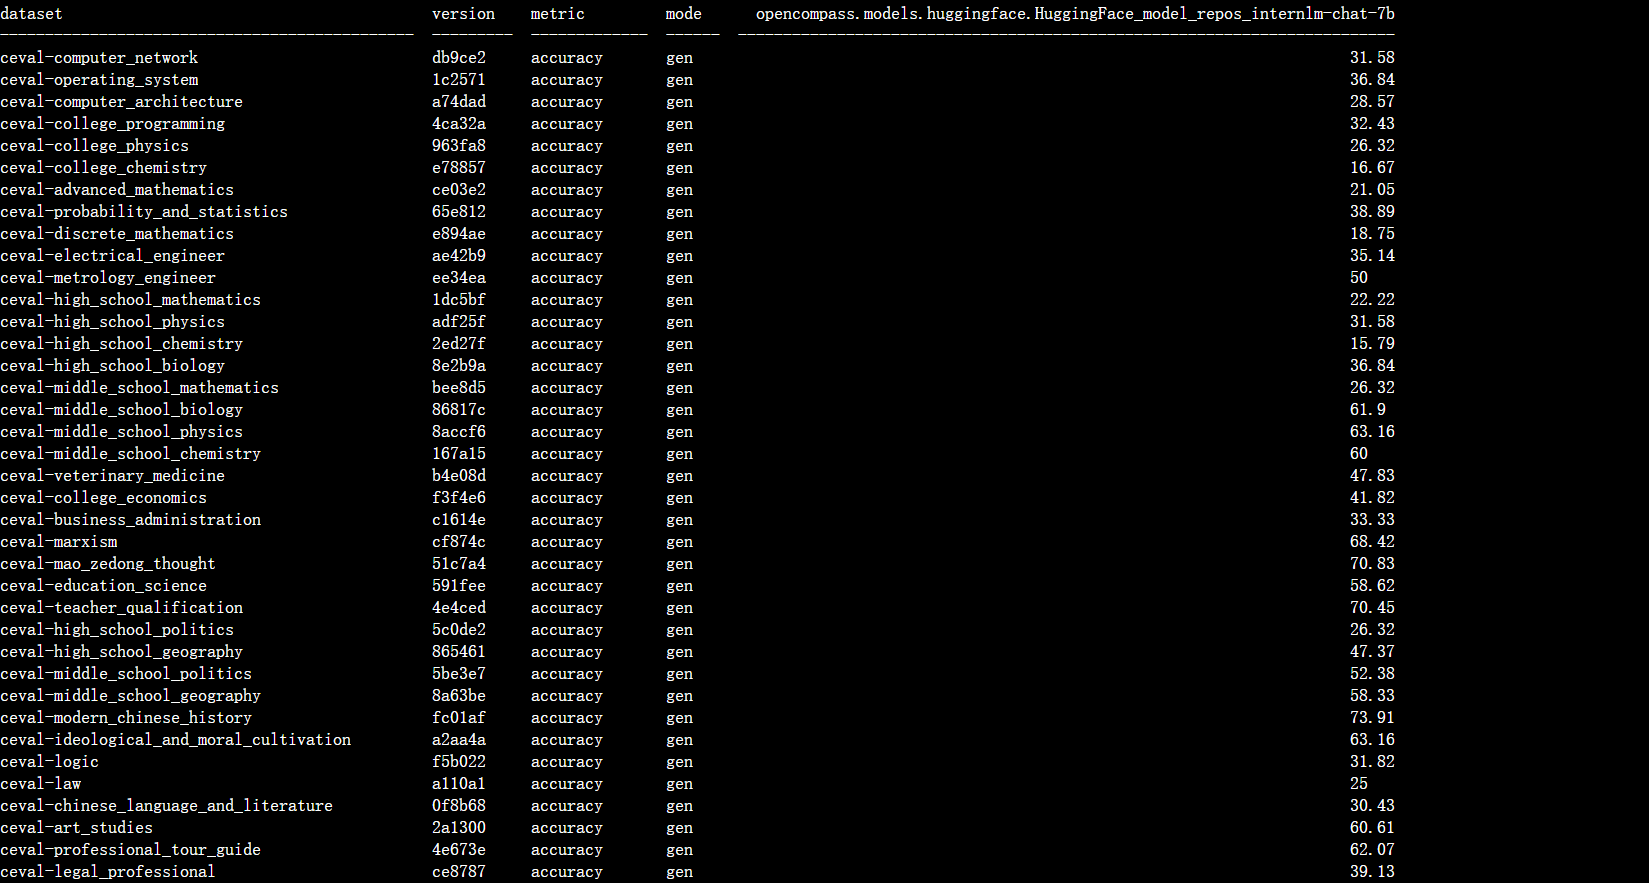 dataset version metric mode opencompass.models.huggingface.HuggingFace_model_repos_internlm-chat-7b
---------------------------------------------- --------- ------------- ------ -------------------------------------------------------------------------
ceval-computer_network db9ce2 accuracy gen 31.58
ceval-operating_system 1c2571 accuracy gen 36.84
ceval-computer_architecture a74dad accuracy gen 28.57
ceval-college_programming 4ca32a accuracy gen 32.43
ceval-college_physics 963fa8 accuracy gen 26.32
ceval-college_chemistry e78857 accuracy gen 16.67
ceval-advanced_mathematics ce03e2 accuracy gen 21.05
ceval-probability_and_statistics 65e812 accuracy gen 38.89
ceval-discrete_mathematics e894ae accuracy gen 18.75
ceval-electrical_engineer ae42b9 accuracy gen 35.14
ceval-metrology_engineer ee34ea accuracy gen 50
ceval-high_school_mathematics 1dc5bf accuracy gen 22.22
ceval-high_school_physics adf25f accuracy gen 31.58
ceval-high_school_chemistry 2ed27f accuracy gen 15.79
ceval-high_school_biology 8e2b9a accuracy gen 36.84
ceval-middle_school_mathematics bee8d5 accuracy gen 26.32
ceval-middle_school_biology 86817c accuracy gen 61.9
ceval-middle_school_physics 8accf6 accuracy gen 63.16
ceval-middle_school_chemistry 167a15 accuracy gen 60
ceval-veterinary_medicine b4e08d accuracy gen 47.83
ceval-college_economics f3f4e6 accuracy gen 41.82
ceval-business_administration c1614e accuracy gen 33.33
ceval-marxism cf874c accuracy gen 68.42
ceval-mao_zedong_thought 51c7a4 accuracy gen 70.83
ceval-education_science 591fee accuracy gen 58.62
ceval-teacher_qualification 4e4ced accuracy gen 70.45
ceval-high_school_politics 5c0de2 accuracy gen 26.32
ceval-high_school_geography 865461 accuracy gen 47.37
ceval-middle_school_politics 5be3e7 accuracy gen 52.38
ceval-middle_school_geography 8a63be accuracy gen 58.33
ceval-modern_chinese_history fc01af accuracy gen 73.91
ceval-ideological_and_moral_cultivation a2aa4a accuracy gen 63.16
ceval-logic f5b022 accuracy gen 31.82
ceval-law a110a1 accuracy gen 25
ceval-chinese_language_and_literature 0f8b68 accuracy gen 30.43
ceval-art_studies 2a1300 accuracy gen 60.61
ceval-professional_tour_guide 4e673e accuracy gen 62.07
ceval-legal_professional ce8787 accuracy gen 39.13